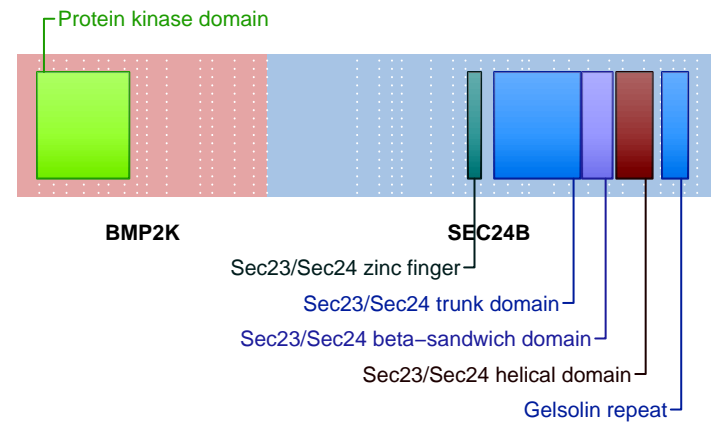 Protein kinase domain
BMP2K
SEC24B
Sec23/Sec24 zinc finger
Sec23/Sec24 trunk domain
Sec23/Sec24 beta−sandwich domain
Sec23/Sec24 helical domain
Gelsolin repeat